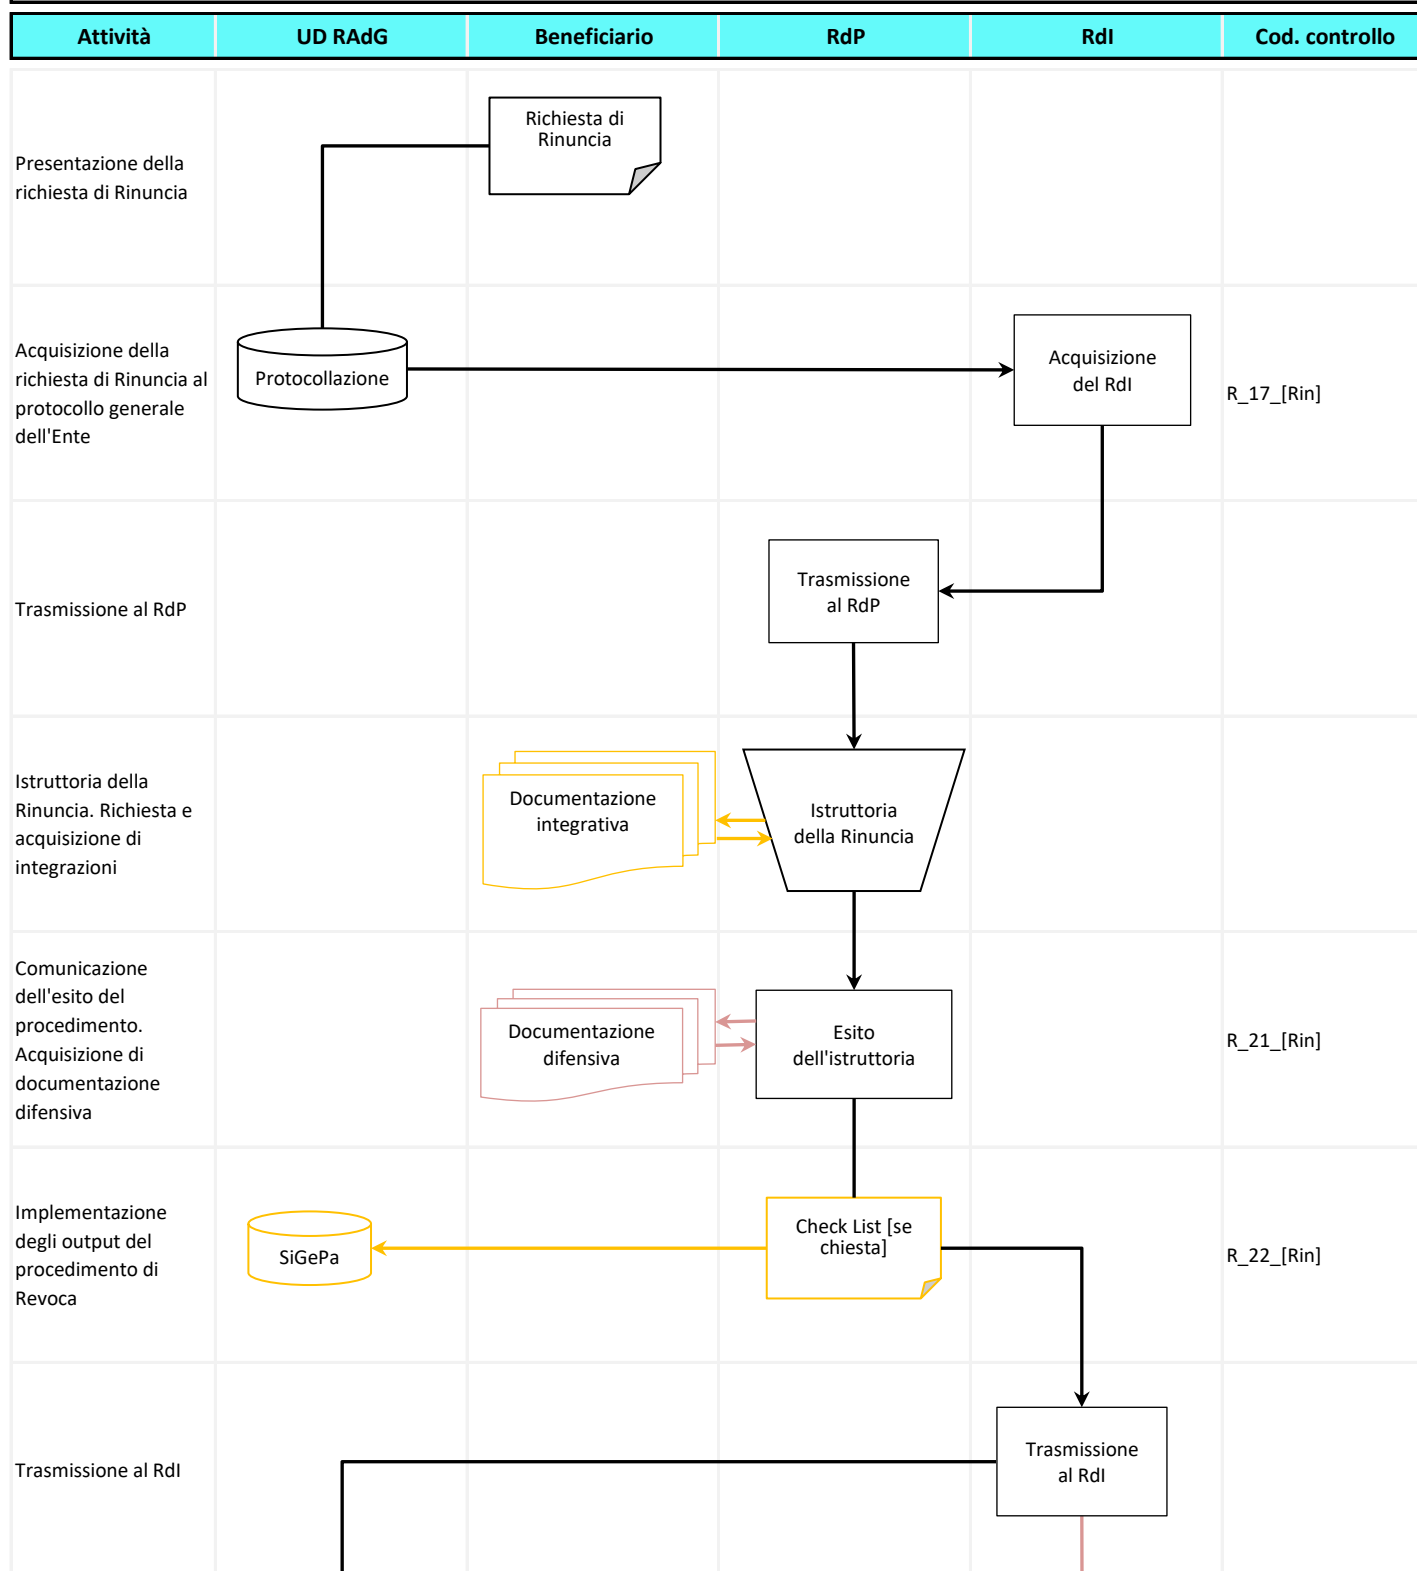 Attività UD RAdG Beneficiario RdP RdI Cod. controllo
Presentazione della
richiesta di Rinuncia
Richiesta di
Rinuncia
Acquisizione della
richiesta di Rinuncia al
protocollo generale
dell'Ente
Protocollazione
Acquisizione
del RdI
R_17_[Rin]
Trasmissione al RdP
Trasmissione
al RdP
Istruttoria della
Rinuncia. Richiesta e
acquisizione di
integrazioni
Documentazione
integrativa
Istruttoria
della Rinuncia
Comunicazione
dell'esito del
procedimento.
Acquisizione di
documentazione
difensiva
Documentazione
difensiva
Esito
dell'istruttoria
R_21_[Rin]
Implementazione
degli output del
procedimento di
Revoca
SiGePa
Check List [se
chiesta]
R_22_[Rin]
Trasmissione al RdI
Trasmissione
al RdI